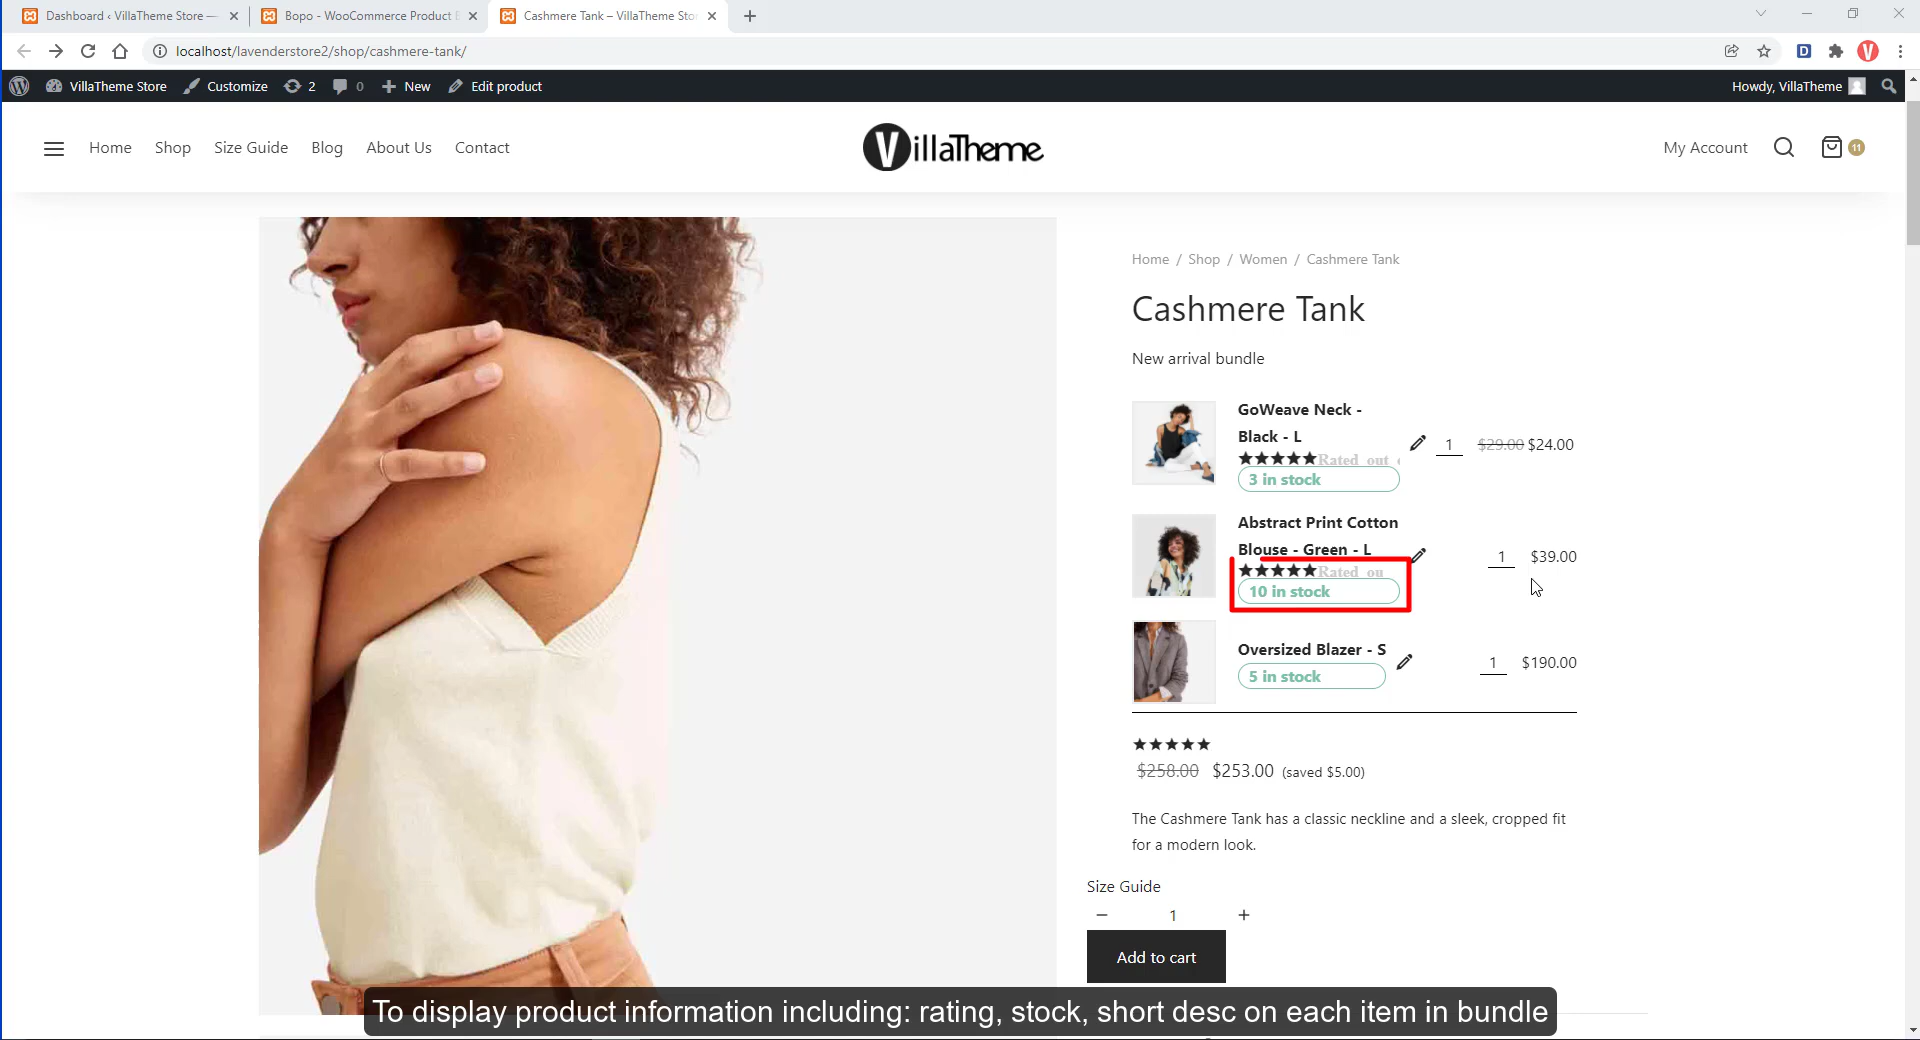 Dashboard ‹ VillaTheme Store —
Bopo - WooCommerce Product B
Cashmere Tank – VillaTheme Stor
localhost/lavenderstore2/shop/cashmere-tank/
D
V
VillaTheme Store
Customize
2
0
New
Edit product
Howdy, VillaTheme
Home
Shop
Size Guide
Blog
About Us
Contact
VillaTheme
My Account
11
Home / Shop / Women / Cashmere Tank
Cashmere Tank
New arrival bundle
GoWeave Neck -
Black - L
1
$29.00 $24.00
Rated out
3 in stock
Abstract Print Cotton
Blouse - Green - L
1
$39.00
Rated ou
10 in stock
Oversized Blazer - S
1
$190.00
5 in stock
$258.00 $253.00 (saved $5.00)
The Cashmere Tank has a classic neckline and a sleek, cropped fit
for a modern look.
Size Guide
− 1 +
Add to cart
To display product information including: rating, stock, short desc on each item in bundle